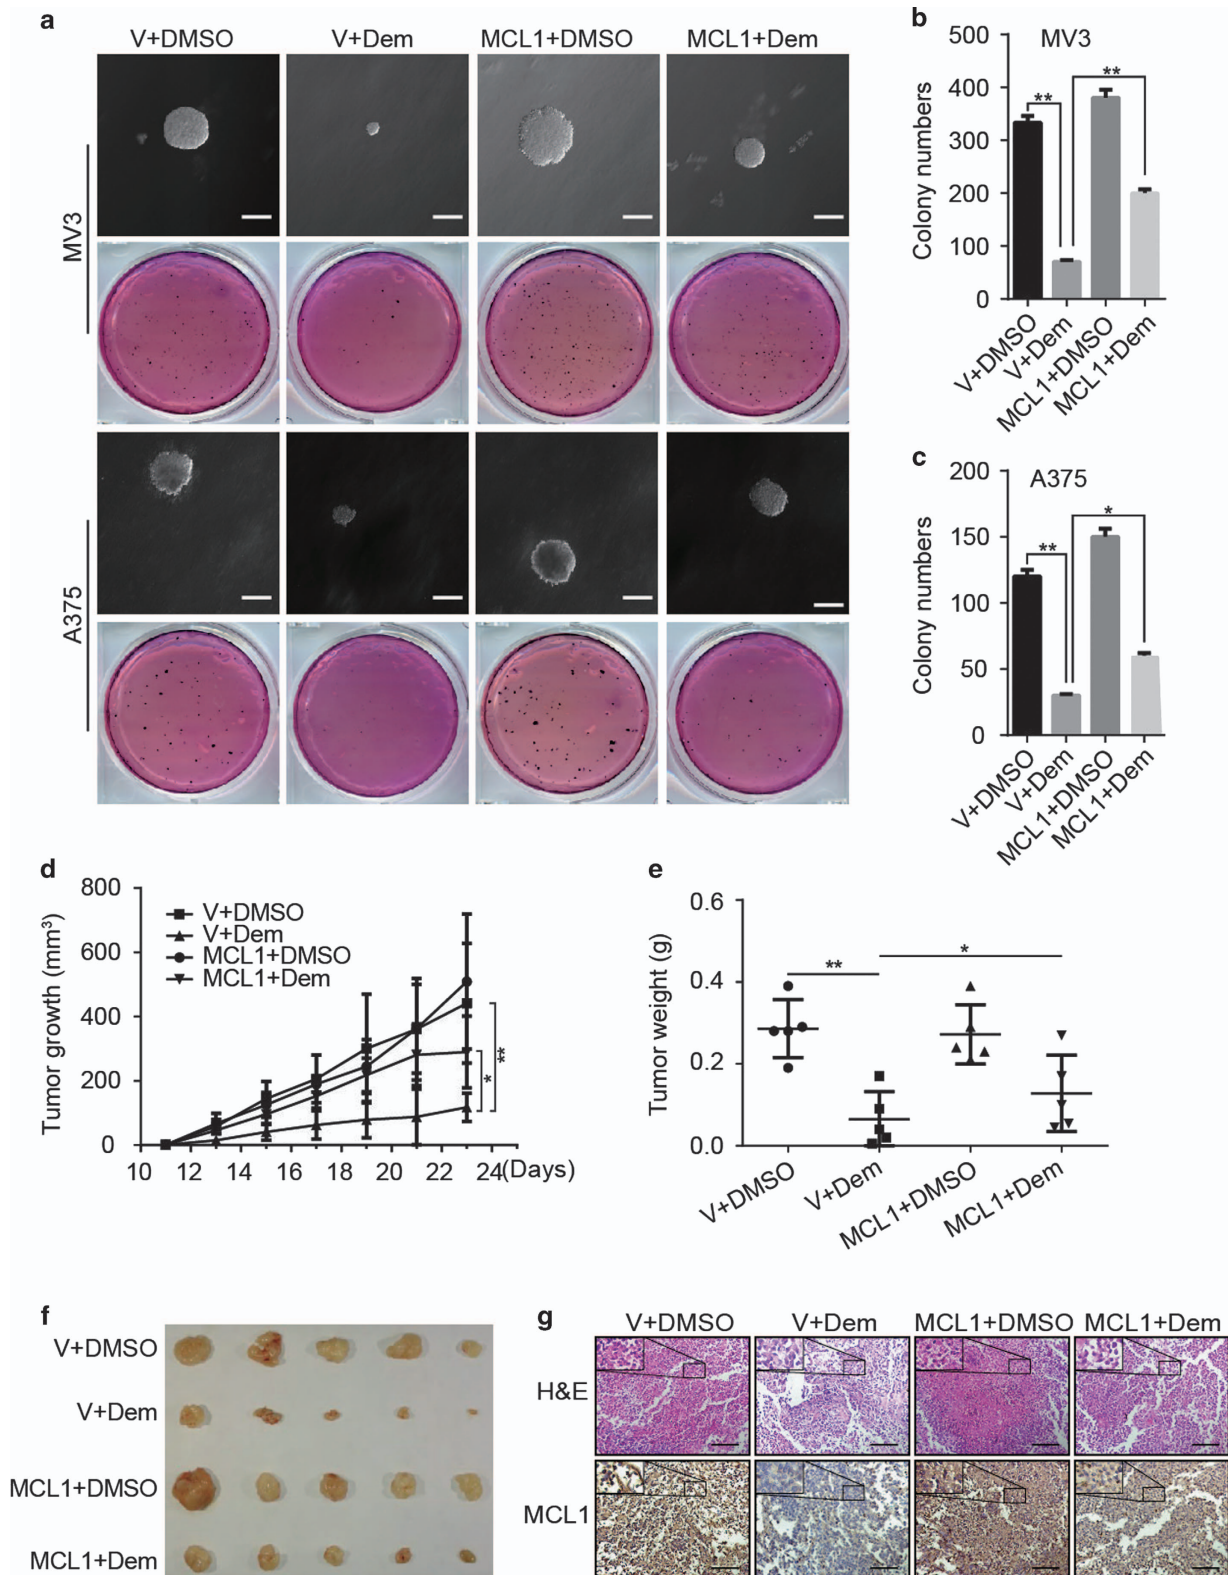 a
V+DMSO V+Dem MCL1+DMSO MCL1+Dem
MV3
A375
b
MV3
Colony numbers
500
400
300
200
100
0
** **
V+DMSO
V+Dem
MCL1+DMSO
MCL1+Dem
c
A375
Colony numbers
200
150
100
50
0
** *
V+DMSO
V+Dem
MCL1+DMSO
MCL1+Dem
d
Tumor growth (mm³)
800
600
400
200
0
V+DMSO
V+Dem
MCL1+DMSO
MCL1+Dem
* **
10 12 14 16 18 20 22 24 (Days)
e
Tumor weight (g)
0.6
0.4
0.2
0.0
** *
V+DMSO
V+Dem
MCL1+DMSO
MCL1+Dem
f
V+DMSO
V+Dem
MCL1+DMSO
MCL1+Dem
g
V+DMSO V+Dem MCL1+DMSO MCL1+Dem
H&E
MCL1